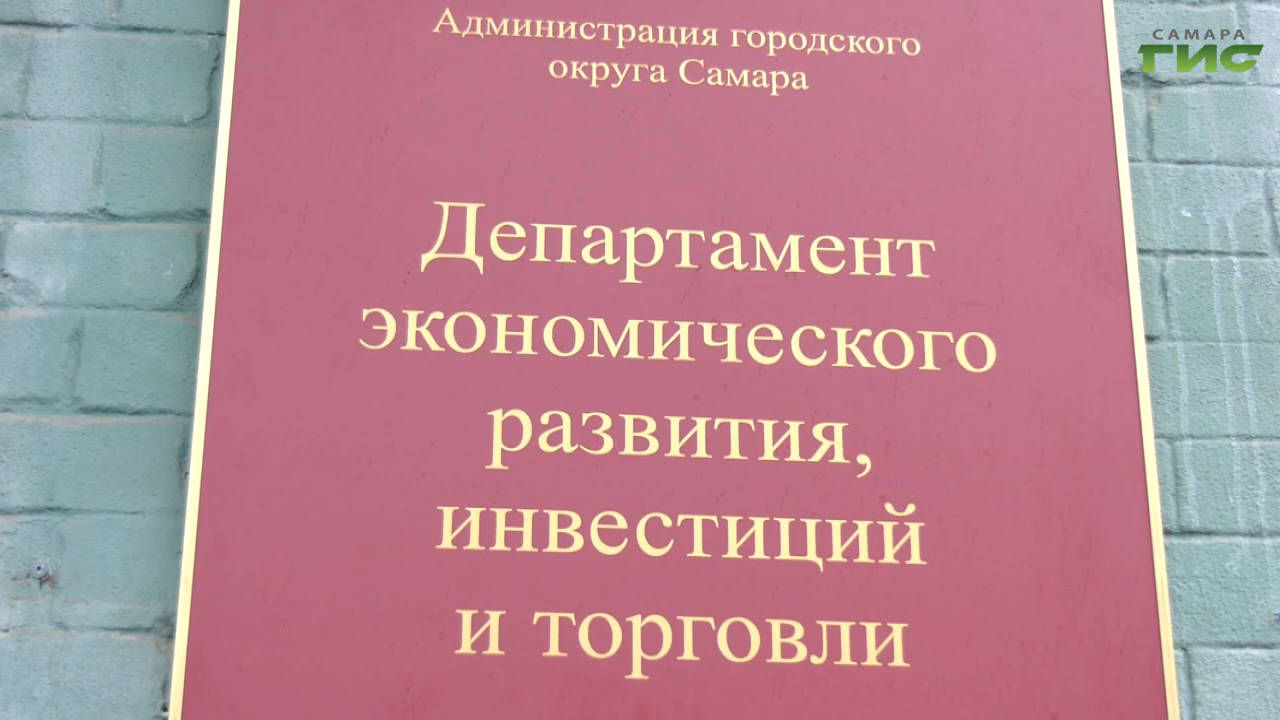 Администрация городского
округа Самара
Департамент
экономического
развития,
инвестиций
и торговли
САМАРА
ГИС